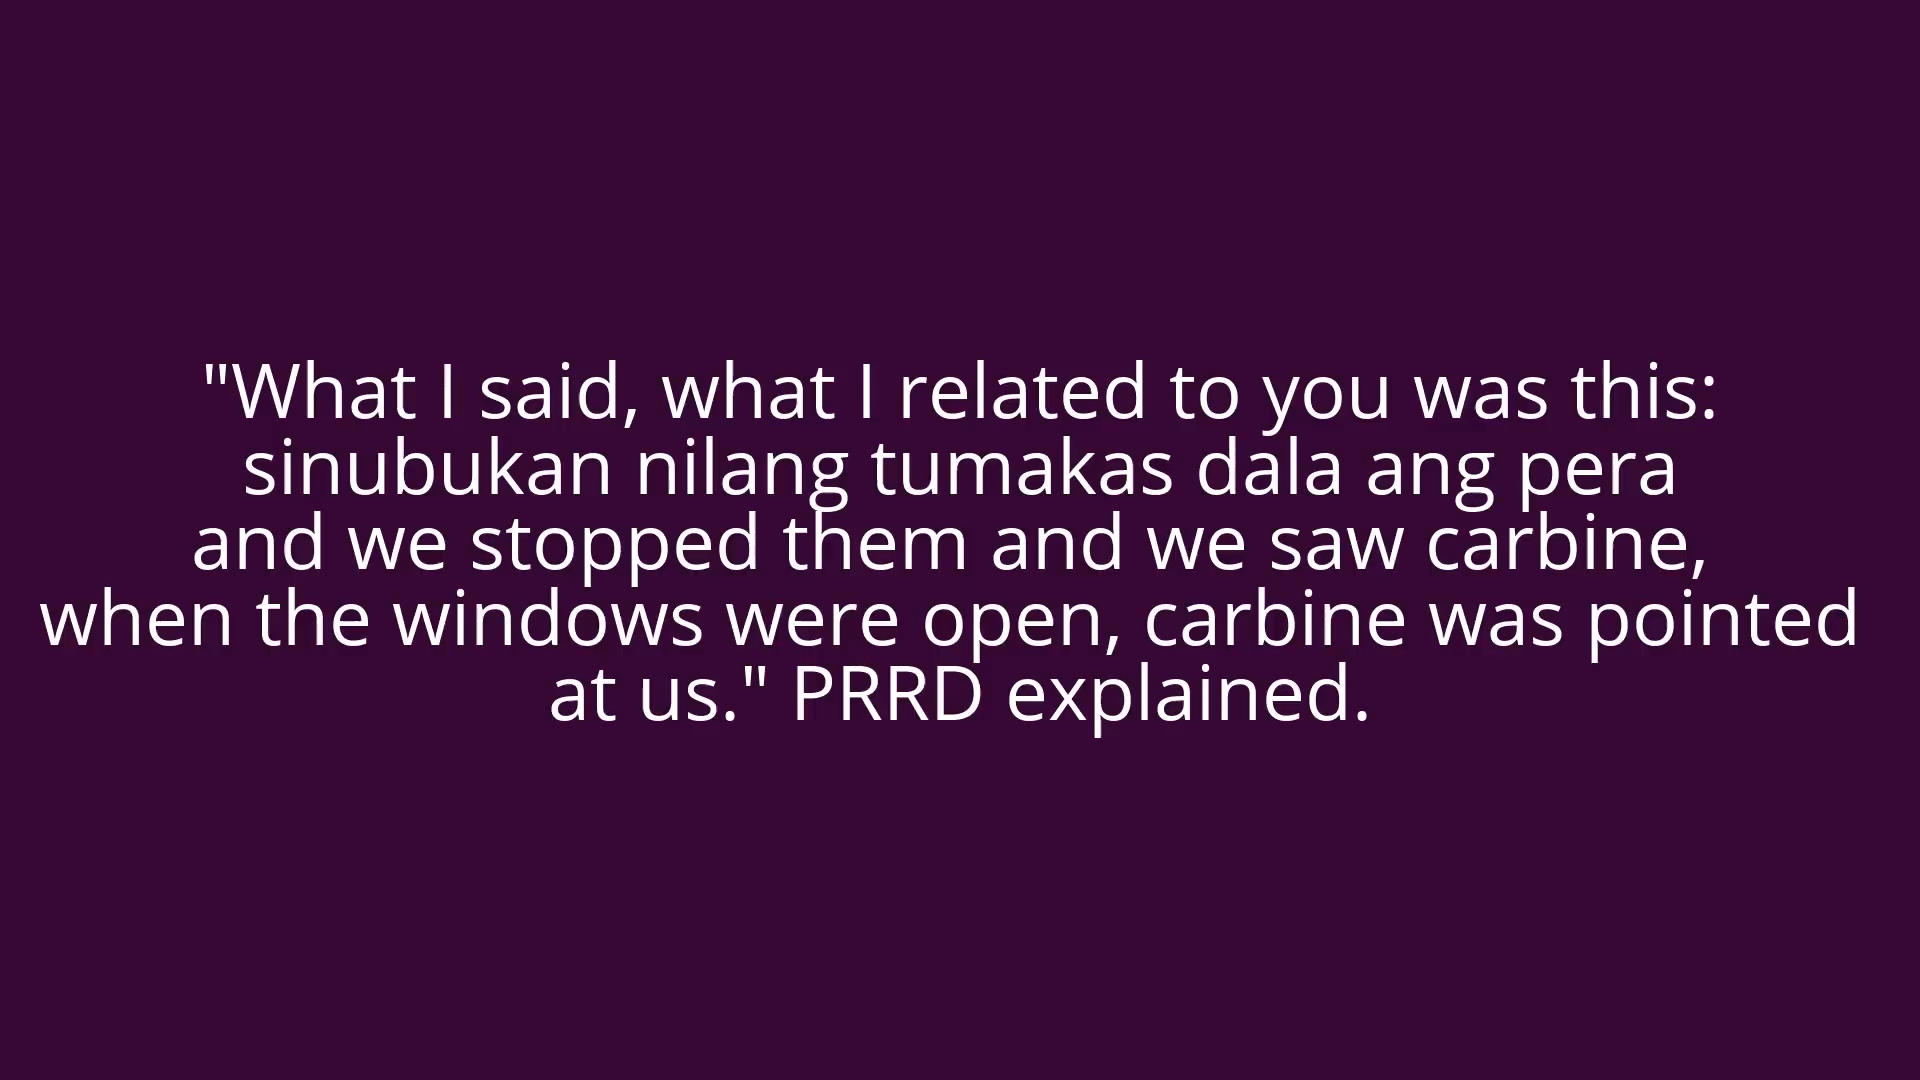 "What I said, what I related to you was this:
sinubukan nilang tumakas dala ang pera
and we stopped them and we saw carbine,
when the windows were open, carbine was pointed
at us." PRRD explained.